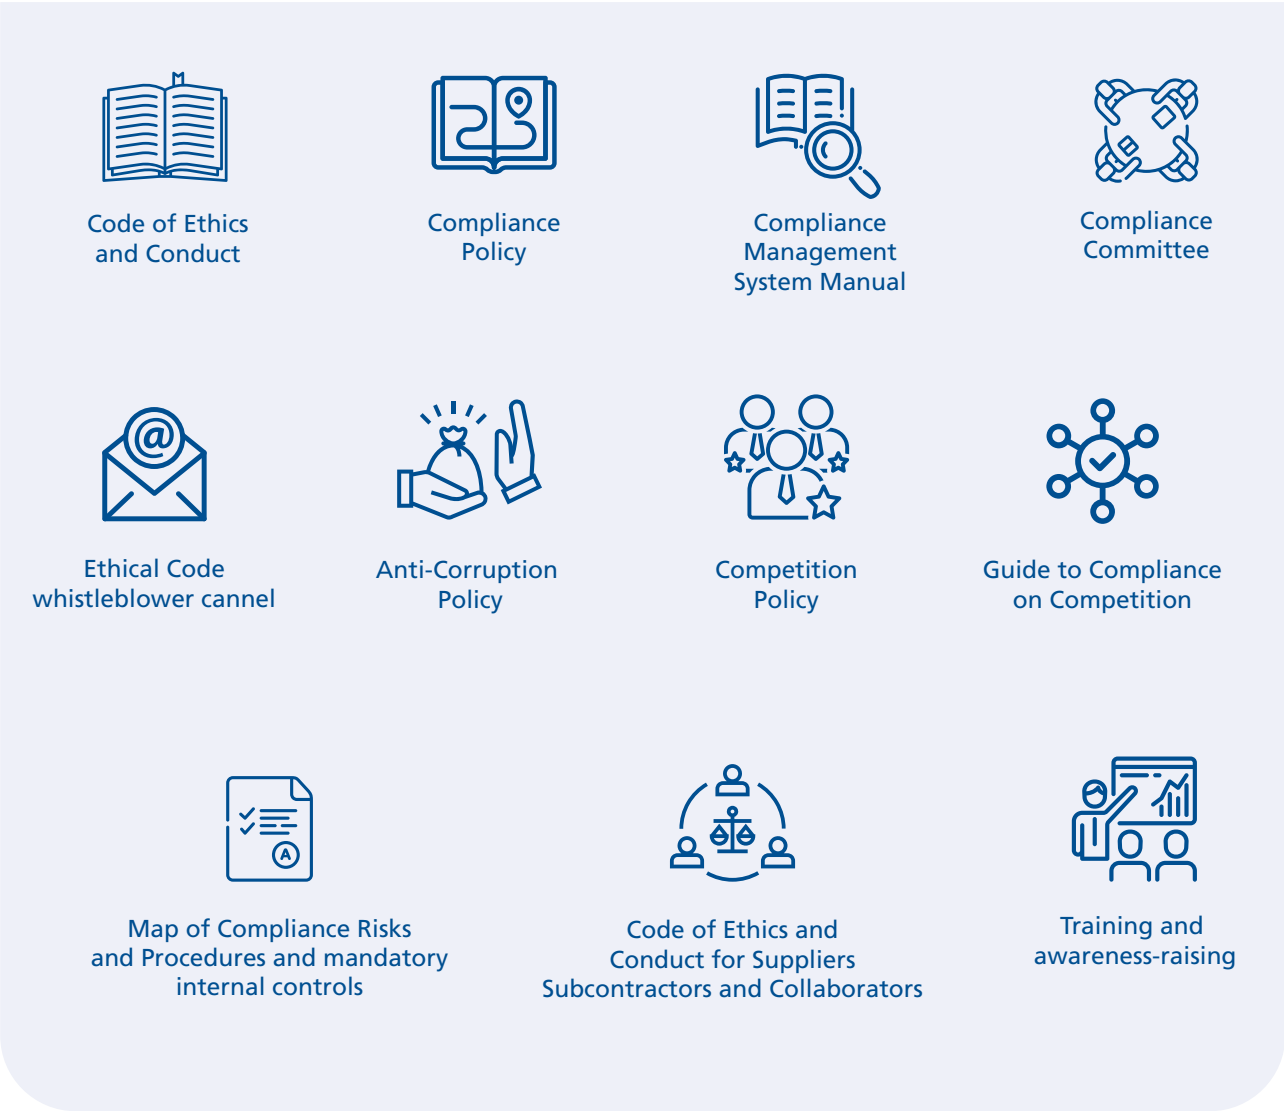 Code of Ethics
and Conduct
Compliance
Policy
Compliance
Management
System Manual
Compliance
Committee
@
Ethical Code
whistleblower cannel
Anti-Corruption
Policy
Competition
Policy
Guide to Compliance
on Competition
A
Map of Compliance Risks
and Procedures and mandatory
internal controls
Code of Ethics and
Conduct for Suppliers
Subcontractors and Collaborators
Training and
awareness-raising